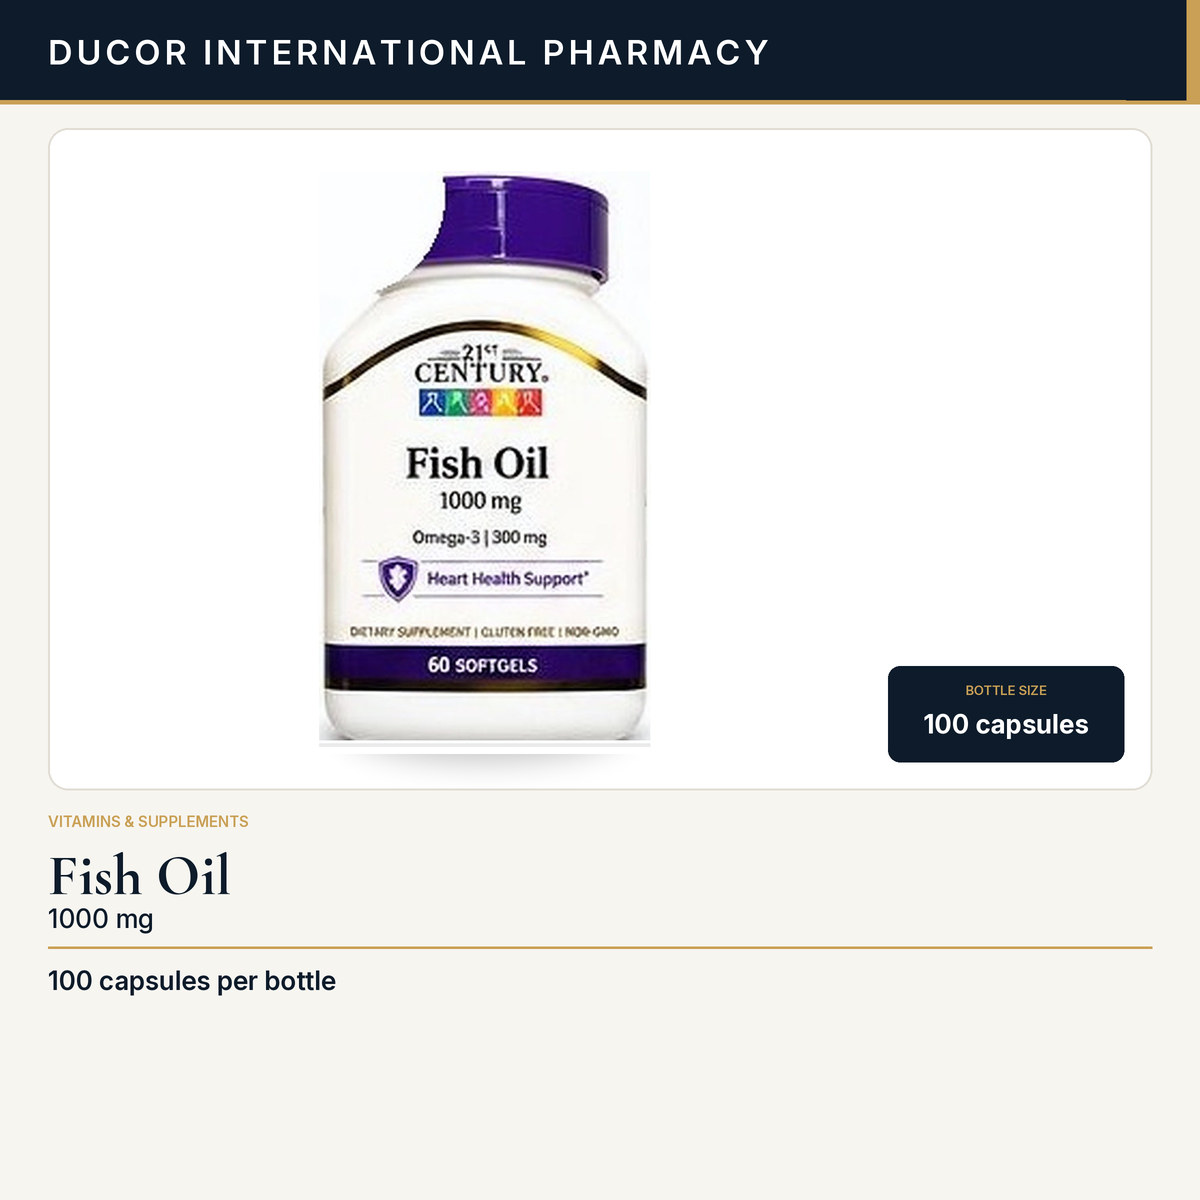 DUCOR INTERNATIONAL PHARMACY
21ST
CENTURY®
Fish Oil
1000 mg
Omega-3 | 300 mg
Heart Health Support*
DIETARY SUPPLEMENT | GLUTEN FREE | NON-GMO
60 SOFTGELS
BOTTLE SIZE
100 capsules
VITAMINS & SUPPLEMENTS
Fish Oil
1000 mg
100 capsules per bottle